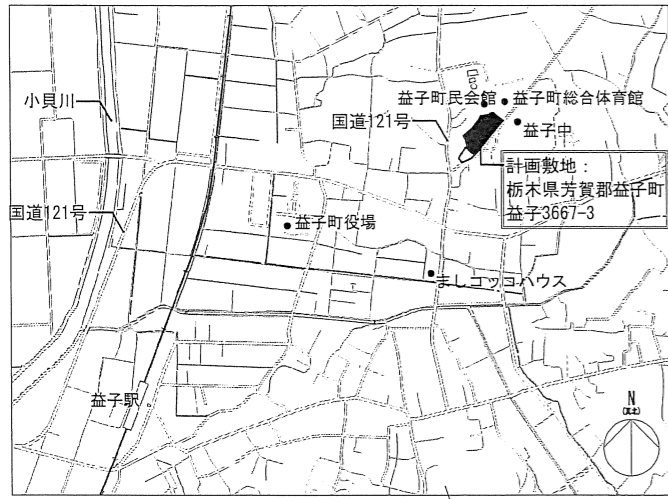 小貝川
益子町民会館
益子町総合体育館
国道121号
益子中
計画敷地：
栃木県芳賀郡益子町
益子3667-3
国道121号
益子町役場
ましコッコハウス
益子駅
N